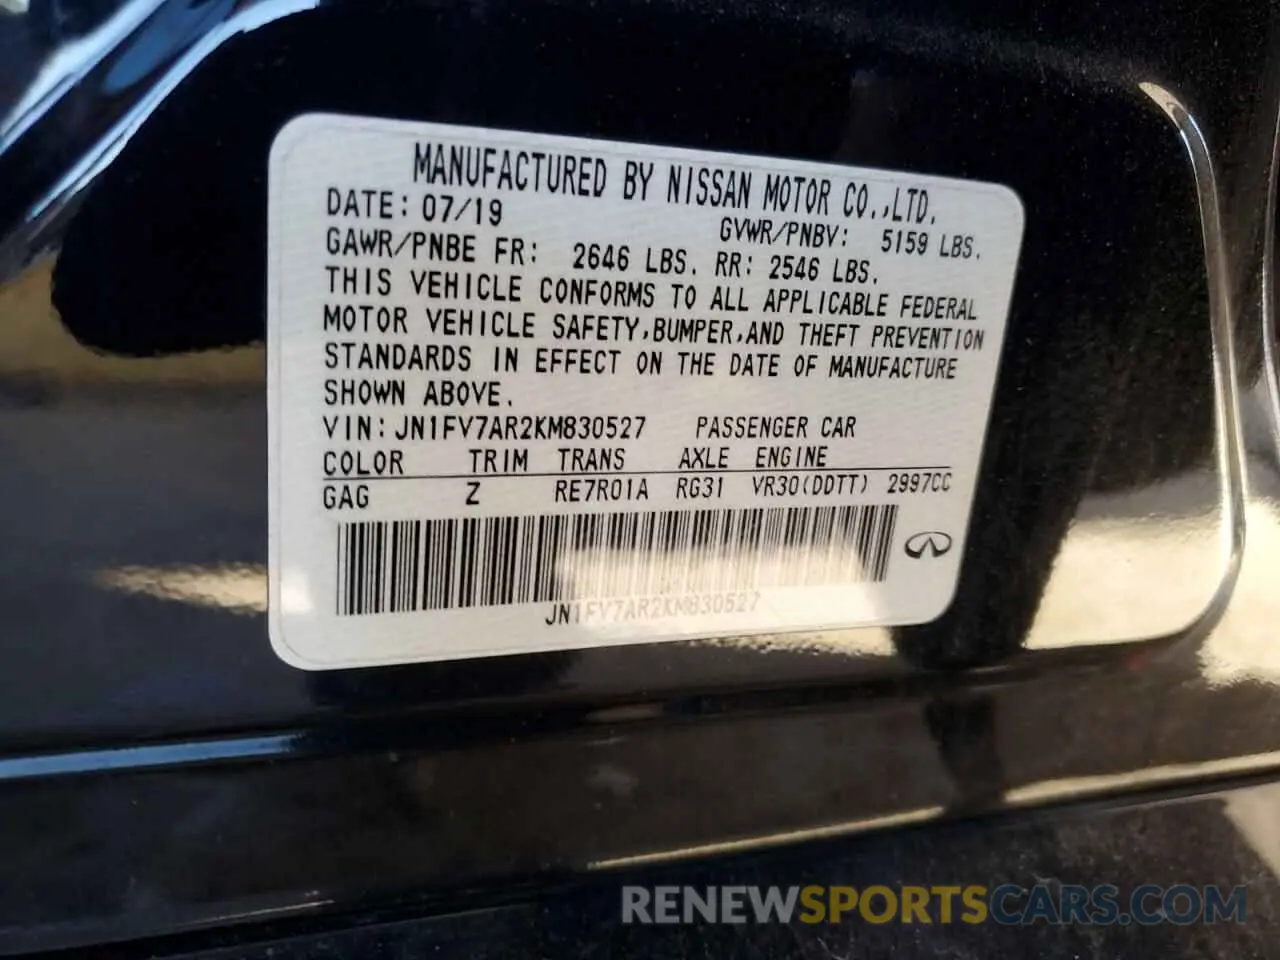 MANUFACTURED BY NISSAN MOTOR CO.,LTD.
DATE: 07/19 GVWR/PNBV: 5159 LBS.
GAWR/PNBE FR: 2646 LBS. RR: 2546 LBS.
THIS VEHICLE CONFORMS TO ALL APPLICABLE FEDERAL
MOTOR VEHICLE SAFETY,BUMPER,AND THEFT PREVENTION
STANDARDS IN EFFECT ON THE DATE OF MANUFACTURE
SHOWN ABOVE.
VIN: JN1FV7AR2KM830527 PASSENGER CAR
COLOR TRIM TRANS AXLE ENGINE
GAG Z RE7R01A RG31 VR30(DDTT) 2997CC
JN1FV7AR2KM830527
RENEWSPORTSCARS.COM